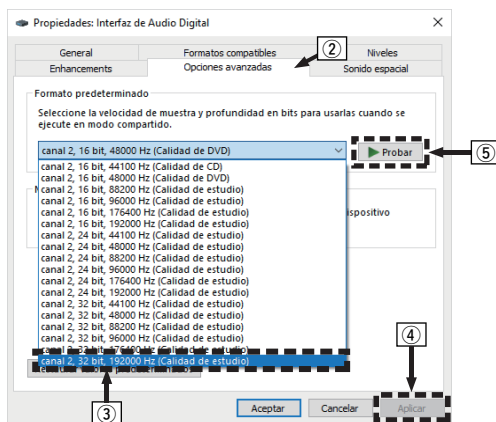 Propiedades: Interfaz de Audio Digital
General Formatos compatibles ② Niveles
Enhancements Opciones avanzadas Sonido espacial
Formato predeterminado
Seleccione la velocidad de muestra y profundidad en bits para usarlas cuando se
ejecute en modo compartido.
canal 2, 16 bit, 48000 Hz (Calidad de DVD) Probar ⑤
canal 2, 16 bit, 44100 Hz (Calidad de CD)
canal 2, 16 bit, 48000 Hz (Calidad de DVD)
canal 2, 16 bit, 88200 Hz (Calidad de estudio)
canal 2, 16 bit, 96000 Hz (Calidad de estudio)
canal 2, 16 bit, 176400 Hz (Calidad de estudio)
canal 2, 16 bit, 192000 Hz (Calidad de estudio)
canal 2, 24 bit, 44100 Hz (Calidad de estudio)
canal 2, 24 bit, 48000 Hz (Calidad de estudio)
canal 2, 24 bit, 88200 Hz (Calidad de estudio)
canal 2, 24 bit, 96000 Hz (Calidad de estudio)
canal 2, 24 bit, 176400 Hz (Calidad de estudio)
canal 2, 24 bit, 192000 Hz (Calidad de estudio)
canal 2, 32 bit, 44100 Hz (Calidad de estudio)
canal 2, 32 bit, 48000 Hz (Calidad de estudio)
canal 2, 32 bit, 88200 Hz (Calidad de estudio)
canal 2, 32 bit, 96000 Hz (Calidad de estudio)
canal 2, 32 bit, 176400 Hz (Calidad de estudio)
canal 2, 32 bit, 192000 Hz (Calidad de estudio)
④
③
Aceptar Cancelar Aplicar